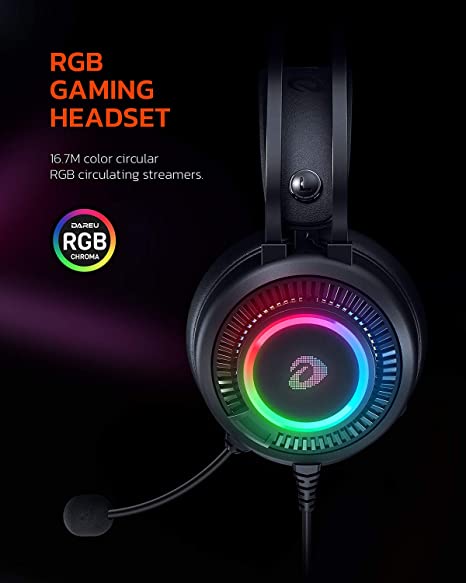 RGB
GAMING
HEADSET
16.7M color circular
RGB circulating streamers.
DAREU
RGB
CHROMA
L